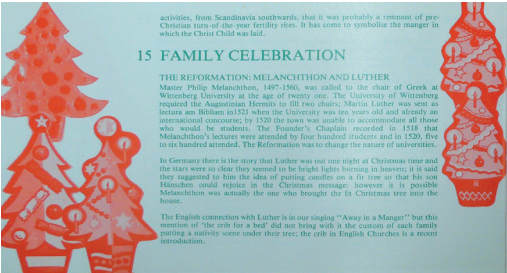 activities, from Scandinavia southwards, that it was probably a remnant of pre-
Christian turn-of-the-year fertility rites. It has come to symbolise the manger in
which the Christ Child was laid.
15 FAMILY CELEBRATION
THE REFORMATION: MELANCHTHON AND LUTHER
Master Philip Melanchthon, 1497-1560, was called to the chair of Greek at
Wittenberg University at the age of twenty one. The University of Wittenberg
required the Augustinian Hermits to fill two chairs; Martin Luther was sent as
lectura am Bibliam in1521 when the University was ten years old and already an
international concourse; by 1520 the town was unable to accommodate all those
who would be students. The Founder's Chaplain recorded in 1518 that
Melanchthon's lectures were attended by four hundred students and in 1520, five
to six hundred attended. The Reformation was to change the nature of universities.
In Germany there is the story that Luther was out one night at Christmas time and
the stars were so clear they seemed to be bright lights burning in heaven; it is said
they suggested to him the idea of putting candles on a fir tree so that his son
Hänschen could rejoice in the Christmas message; however it is possible
Melanchthon was actually the one who brought the lit Christmas tree into the
house.
The English connection with Luther is in our singing "Away in a Manger" but this
mention of 'the crib for a bed' did not bring with it the custom of each family
putting a nativity scene under their tree; the crib in English Churches is a recent
introduction.